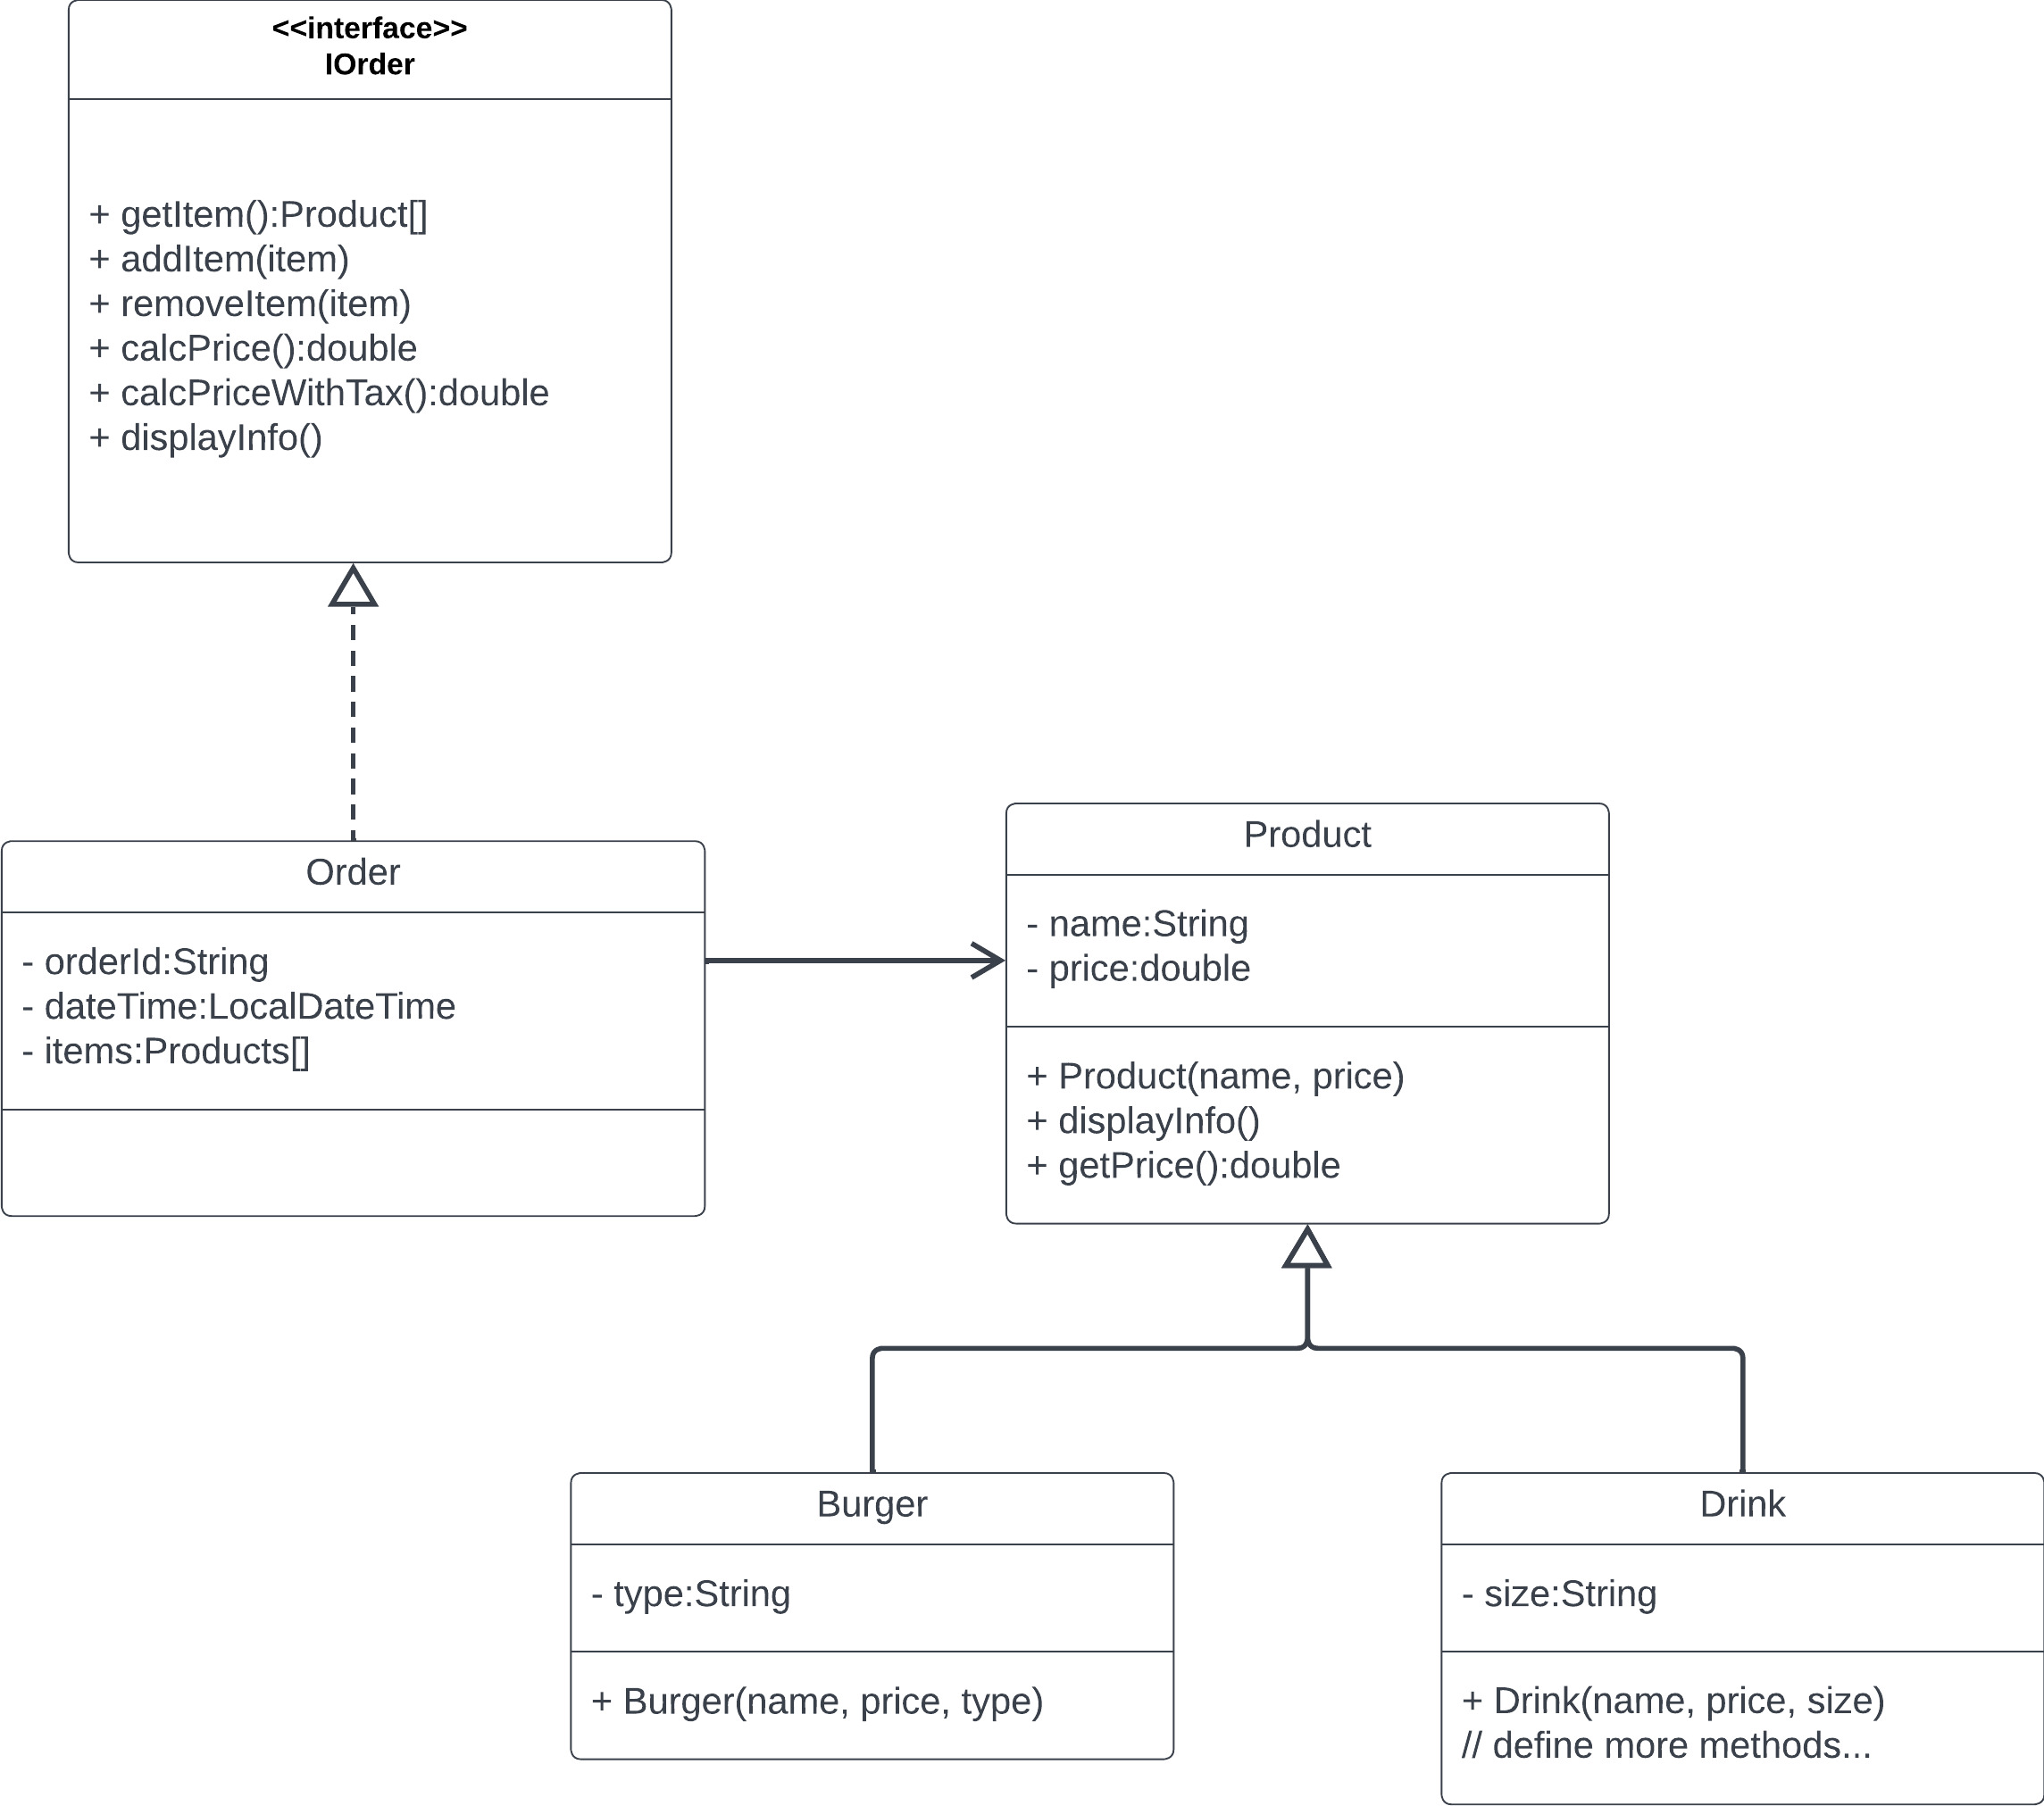 <<interface>>
IOrder
+ getItem():Product[]
+ addItem(item)
+ removeItem(item)
+ calcPrice():double
+ calcPriceWithTax():double
+ displayInfo()
Order
- orderId:String
- dateTime:LocalDateTime
- items:Products[]
Product
- name:String
- price:double
+ Product(name, price)
+ displayInfo()
+ getPrice():double
Burger
- type:String
+ Burger(name, price, type)
Drink
- size:String
+ Drink(name, price, size)
// define more methods...